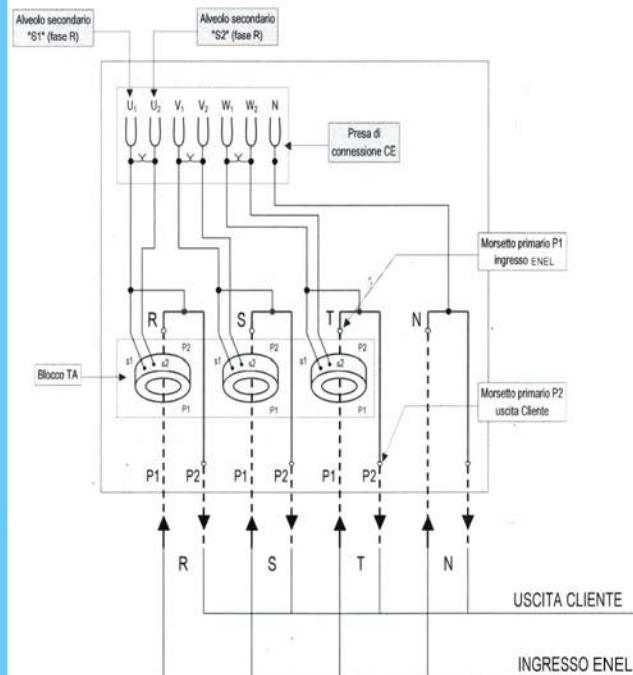 Alveolo secondario
"S1" (fase R)
Alveolo secondario
"S2" (fase R)
U1 U2 V1 V2 W1 W2 N
Presa di
connessione CE
Morsetto primario P1
ingresso ENEL
R S T N
P2 P2 P2
s1 s2 s1 s2 s1 s2
Blocco TA
P1 P1 P1
Morsetto primario P2
uscita Cliente
P1 P2 P1 P2 P1 P2
R S T N
USCITA CLIENTE
INGRESSO ENEL